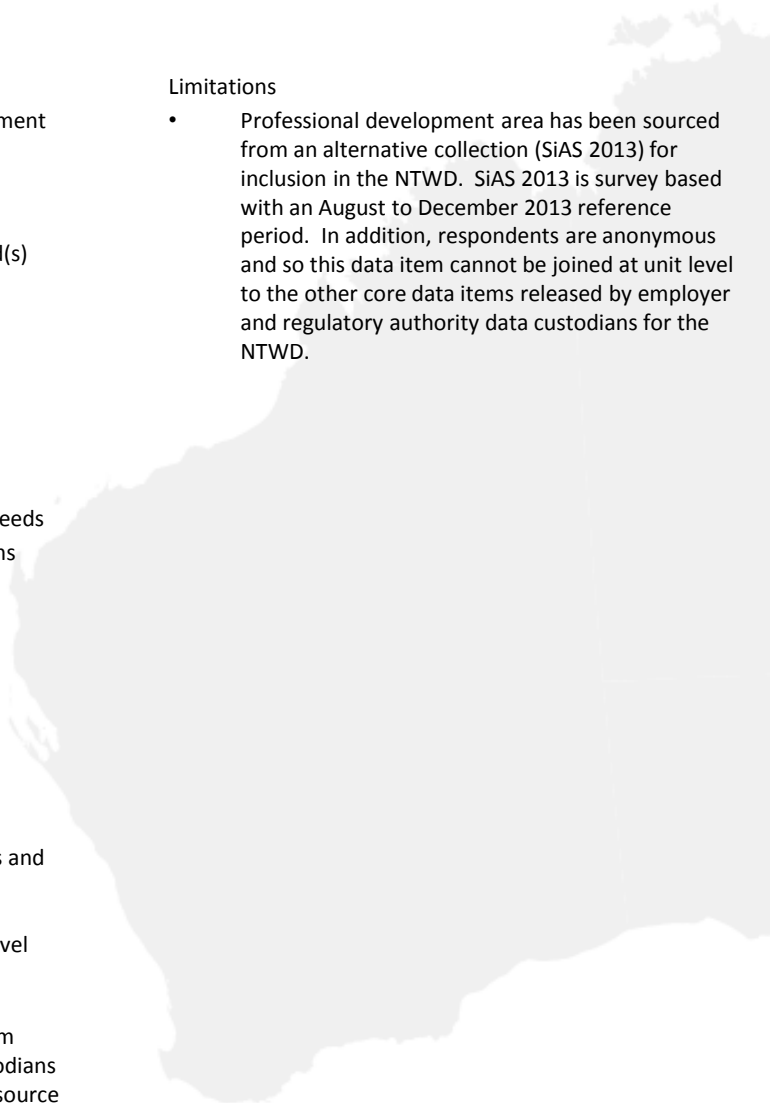 ment
l(s)
eeds
ns
s and
vel
m
odians
source
Limitations
• Professional development area has been sourced
from an alternative collection (SiAS 2013) for
inclusion in the NTWD. SiAS 2013 is survey based
with an August to December 2013 reference
period. In addition, respondents are anonymous
and so this data item cannot be joined at unit level
to the other core data items released by employer
and regulatory authority data custodians for the
NTWD.